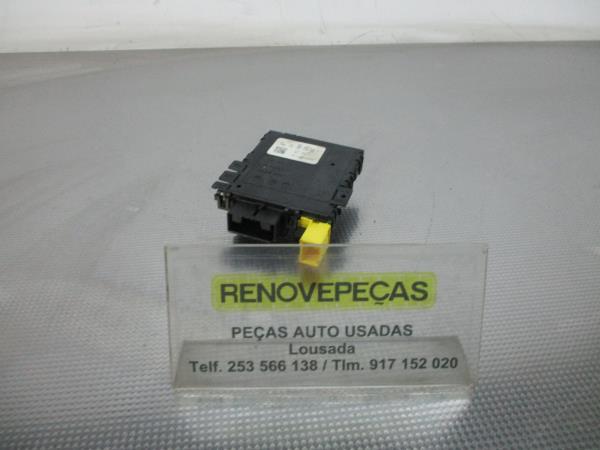 RENOVEPEÇAS
PEÇAS AUTO USADAS
Lousada
Telf. 253 566 138 / Tlm. 917 152 020